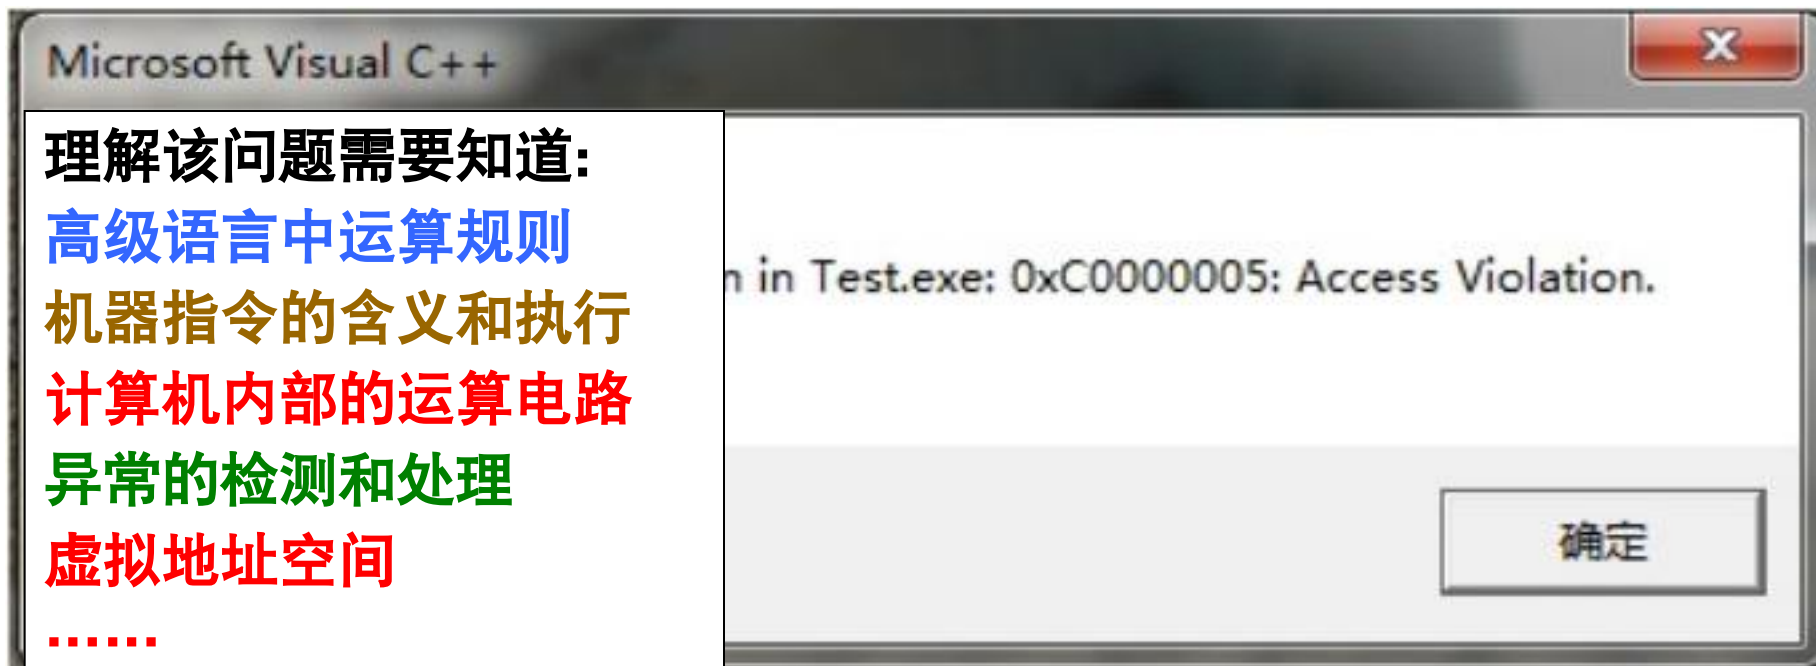 Microsoft Visual C++
理解该问题需要知道:
高级语言中运算规则
机器指令的含义和执行
计算机内部的运算电路
异常的检测和处理
虚拟地址空间
……
in Test.exe: 0xC0000005: Access Violation.
确定